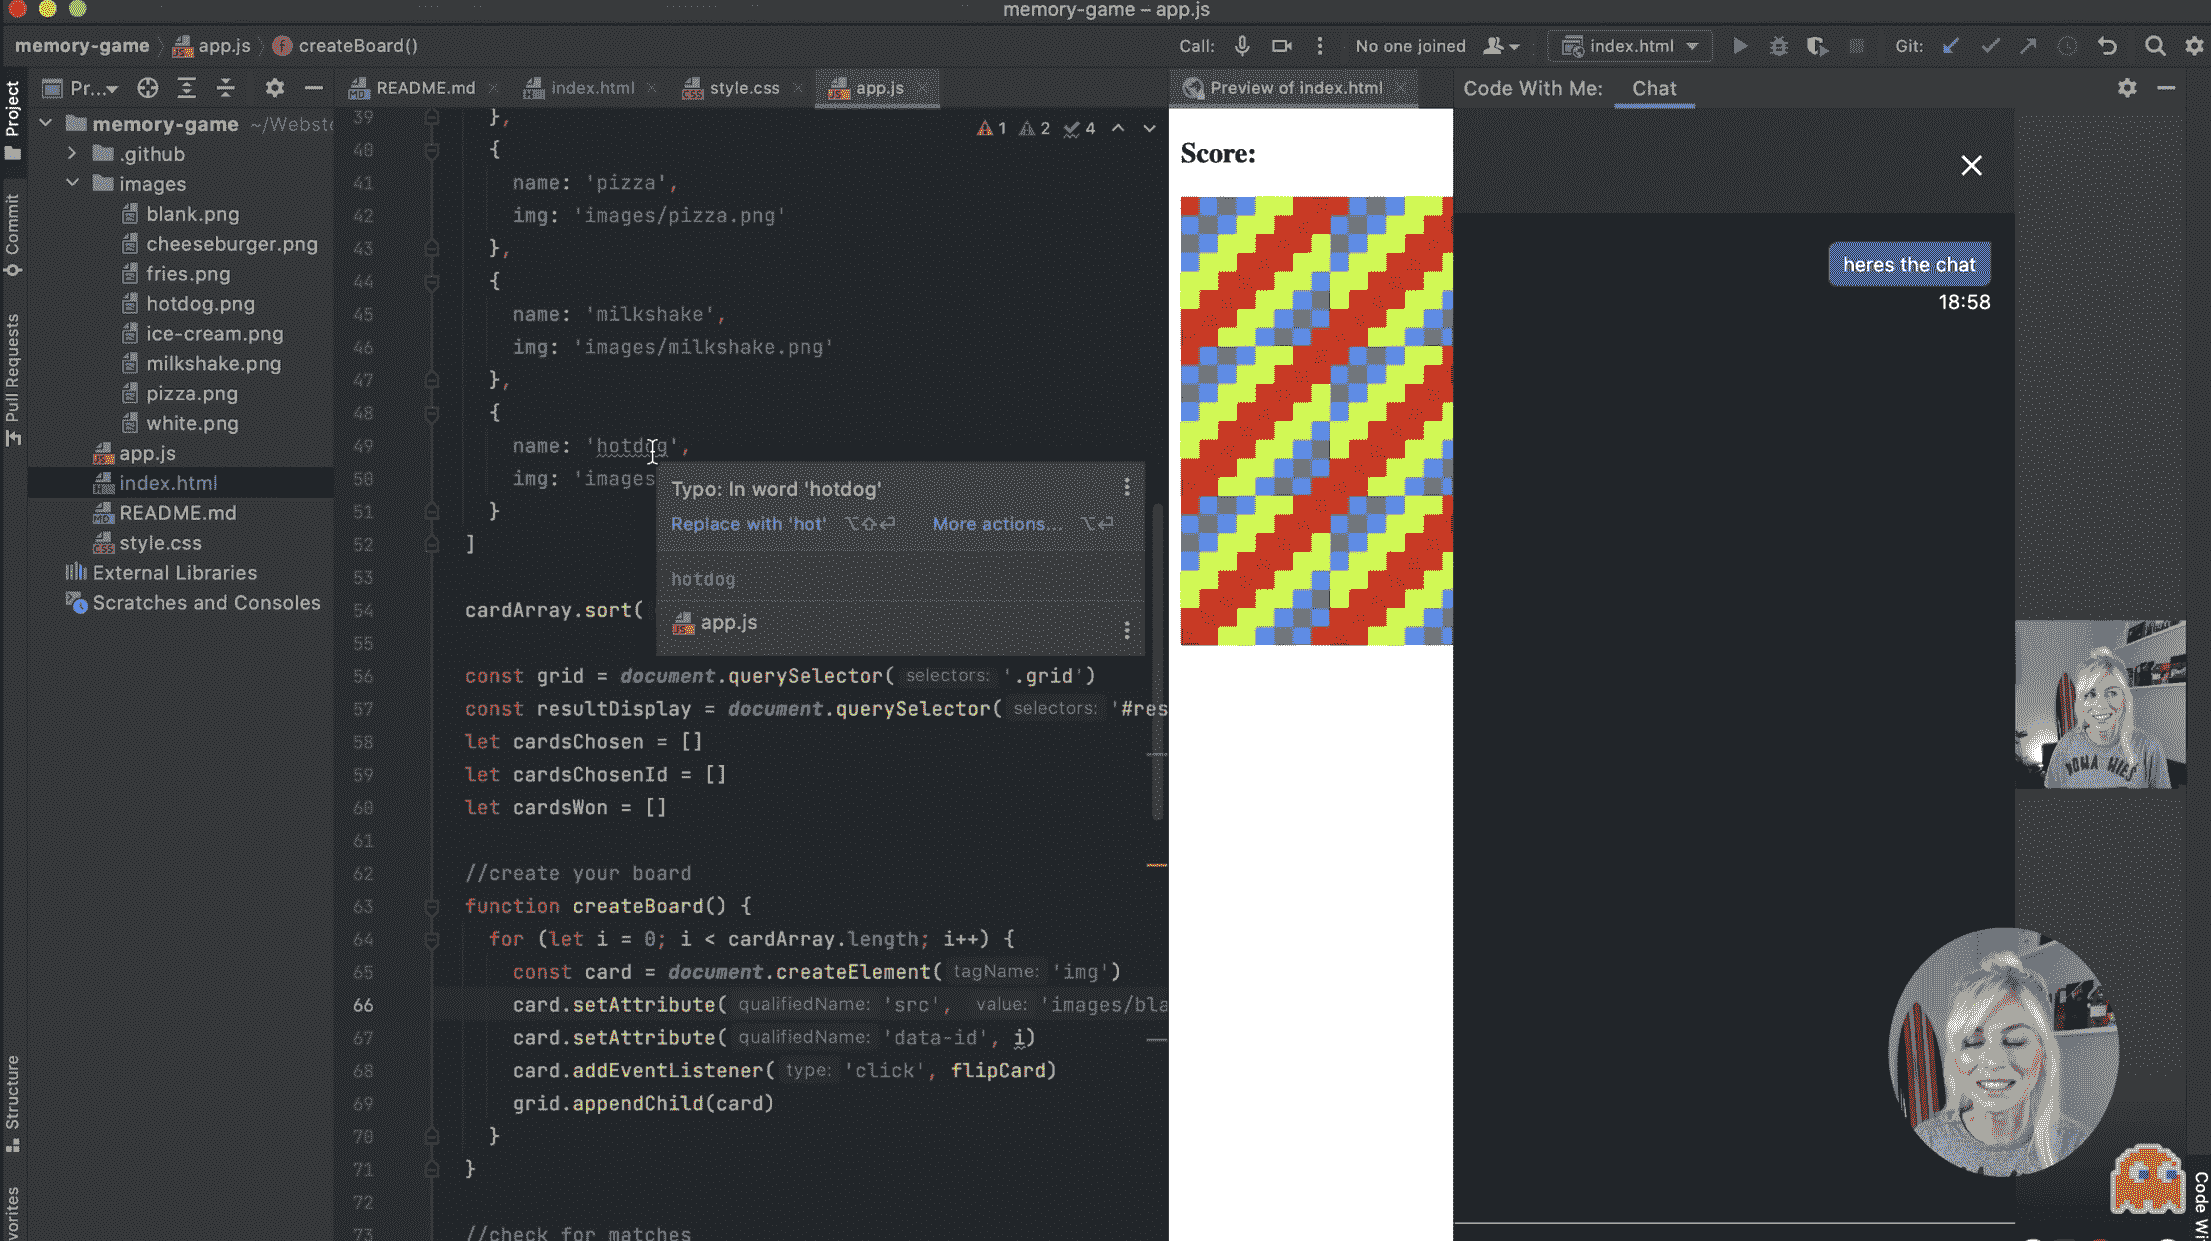 memory-game – app.js
memory-game
app.js
createBoard()
Call:
No one joined
index.html
Git:
Project
Commit
Pull Requests
Structure
vorites
Pr...
README.md
index.html
style.css
app.js
Preview of index.html
Code With Me:
Chat
memory-game ~/Webste
.github
images
blank.png
cheeseburger.png
fries.png
hotdog.png
ice-cream.png
milkshake.png
pizza.png
white.png
app.js
index.html
README.md
style.css
External Libraries
Scratches and Consoles
1 2 4
39 },
40 {
41 name: 'pizza',
42 img: 'images/pizza.png'
43 },
44 {
45 name: 'milkshake',
46 img: 'images/milkshake.png'
47 },
48 {
49 name: 'hotdog',
50 img: 'images
51 }
52 ]
53
54 cardArray.sort(
55
56 const grid = document.querySelector( selectors: '.grid')
57 const resultDisplay = document.querySelector( selectors: '#res
58 let cardsChosen = []
59 let cardsChosenId = []
60 let cardsWon = []
61
62 //create your board
63 function createBoard() {
64 for (let i = 0; i < cardArray.length; i++) {
65 const card = document.createElement( tagName: 'img')
66 card.setAttribute( qualifiedName: 'src', value: 'images/bla
67 card.setAttribute( qualifiedName: 'data-id', i)
68 card.addEventListener( type: 'click', flipCard)
69 grid.appendChild(card)
70 }
71 }
72
73 //check for matches
Typo: In word 'hotdog'
Replace with 'hot' ⌥⇧⏎ More actions... ⌥⏎
hotdog
app.js
Score:
heres the chat
18:58
Code Wi